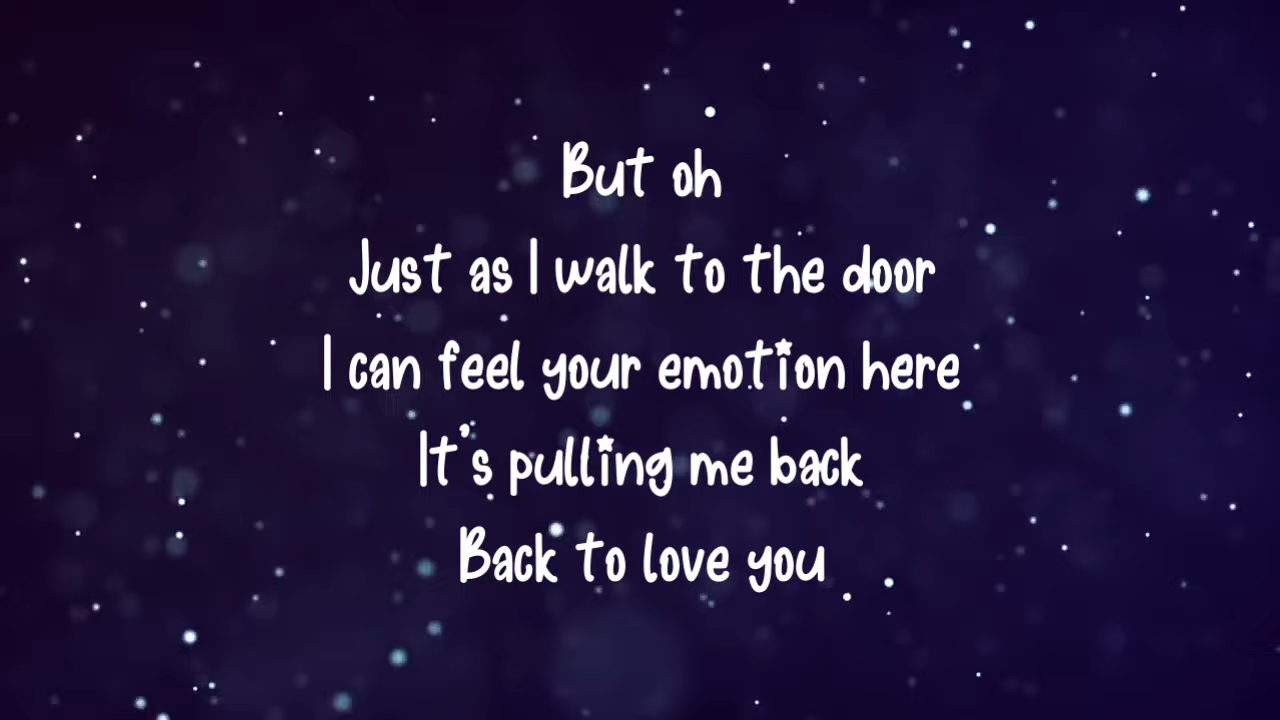 But oh
Just as I walk to the door
I can feel your emotion here
It's pulling me back
Back to love you